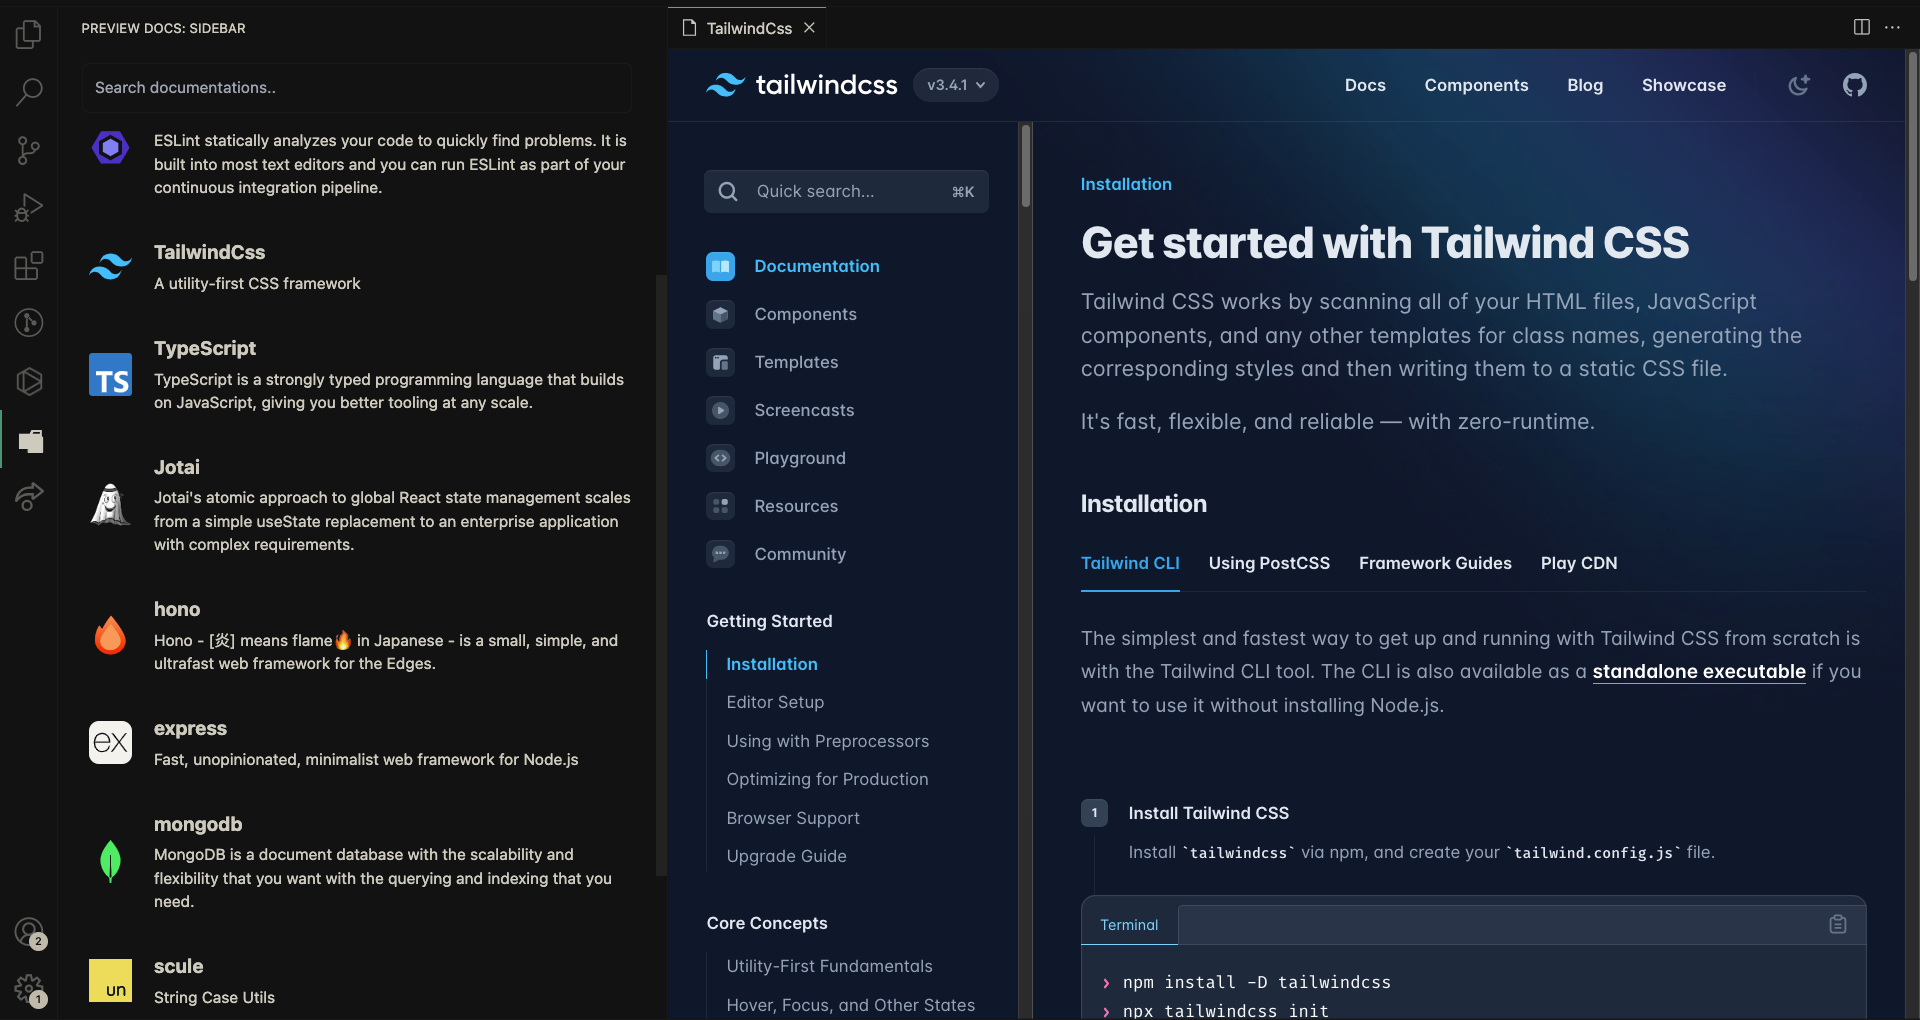 PREVIEW DOCS: SIDEBAR
Search documentations..
ESLint statically analyzes your code to quickly find problems. It is
built into most text editors and you can run ESLint as part of your
continuous integration pipeline.
TailwindCss
A utility-first CSS framework
TS
TypeScript
TypeScript is a strongly typed programming language that builds
on JavaScript, giving you better tooling at any scale.
Jotai
Jotai's atomic approach to global React state management scales
from a simple useState replacement to an enterprise application
with complex requirements.
hono
Hono - [炎] means flame🔥 in Japanese - is a small, simple, and
ultrafast web framework for the Edges.
ex
express
Fast, unopinionated, minimalist web framework for Node.js
mongodb
MongoDB is a document database with the scalability and
flexibility that you want with the querying and indexing that you
need.
un
scule
String Case Utils
2
1
TailwindCss
tailwindcss
v3.4.1
Docs
Components
Blog
Showcase
Quick search...
⌘K
Documentation
Components
Templates
Screencasts
Playground
Resources
Community
Getting Started
Installation
Editor Setup
Using with Preprocessors
Optimizing for Production
Browser Support
Upgrade Guide
Core Concepts
Utility-First Fundamentals
Hover, Focus, and Other States
Installation
Get started with Tailwind CSS
Tailwind CSS works by scanning all of your HTML files, JavaScript
components, and any other templates for class names, generating the
corresponding styles and then writing them to a static CSS file.
It's fast, flexible, and reliable — with zero-runtime.
Installation
Tailwind CLI
Using PostCSS
Framework Guides
Play CDN
The simplest and fastest way to get up and running with Tailwind CSS from scratch is
with the Tailwind CLI tool. The CLI is also available as a standalone executable if you
want to use it without installing Node.js.
1
Install Tailwind CSS
Install `tailwindcss` via npm, and create your `tailwind.config.js` file.
Terminal
› npm install -D tailwindcss
› npx tailwindcss init